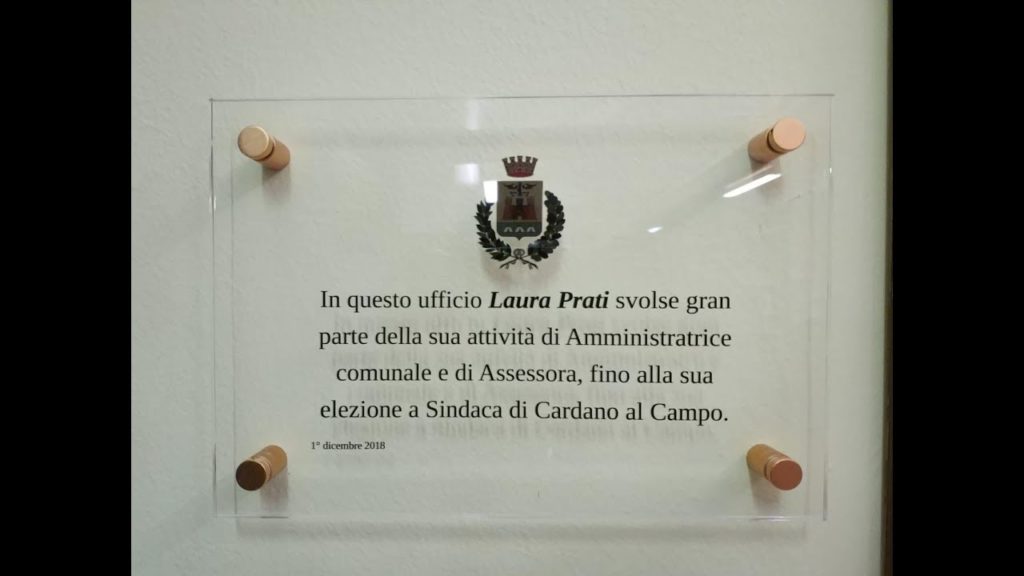 In questo ufficio Laura Prati svolse gran
parte della sua attività di Amministratrice
comunale e di Assessora, fino alla sua
elezione a Sindaca di Cardano al Campo.
1° dicembre 2018